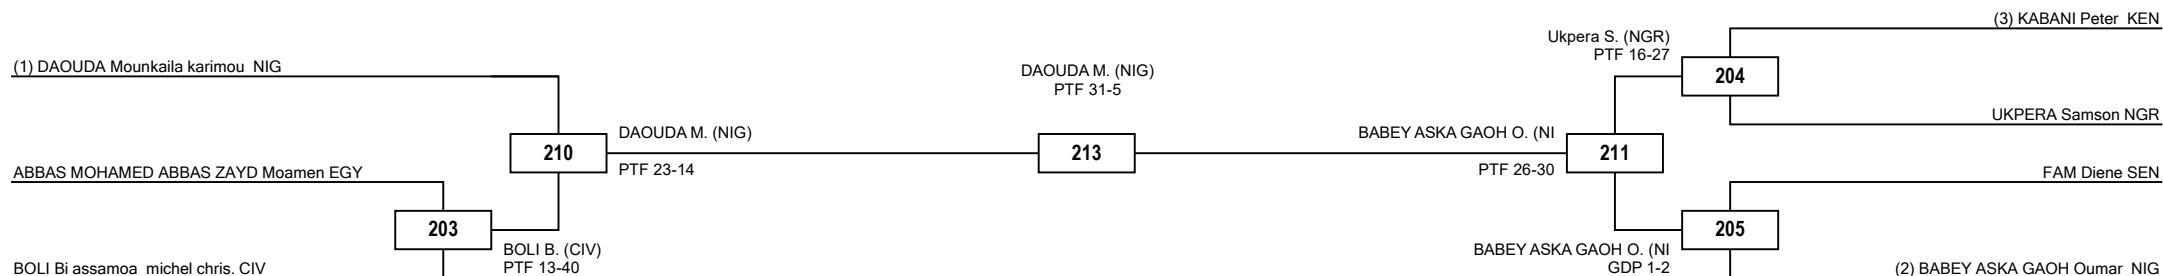 (3) KABANI Peter KEN
Ukpera S. (NGR)
PTF 16-27
(1) DAOUDA Mounkaila karimou NIG
DAOUDA M. (NIG)
PTF 31-5
204
UKPERA Samson NGR
DAOUDA M. (NIG)
BABEY ASKA GAOH O. (NI
210
213
211
PTF 23-14
PTF 26-30
ABBAS MOHAMED ABBAS ZAYD Moamen EGY
FAM Diene SEN
203
205
BOLI B. (CIV)
PTF 13-40
BABEY ASKA GAOH O. (NI
GDP 1-2
BOLI Bi assamoa michel chris. CIV
(2) BABEY ASKA GAOH Oumar NIG